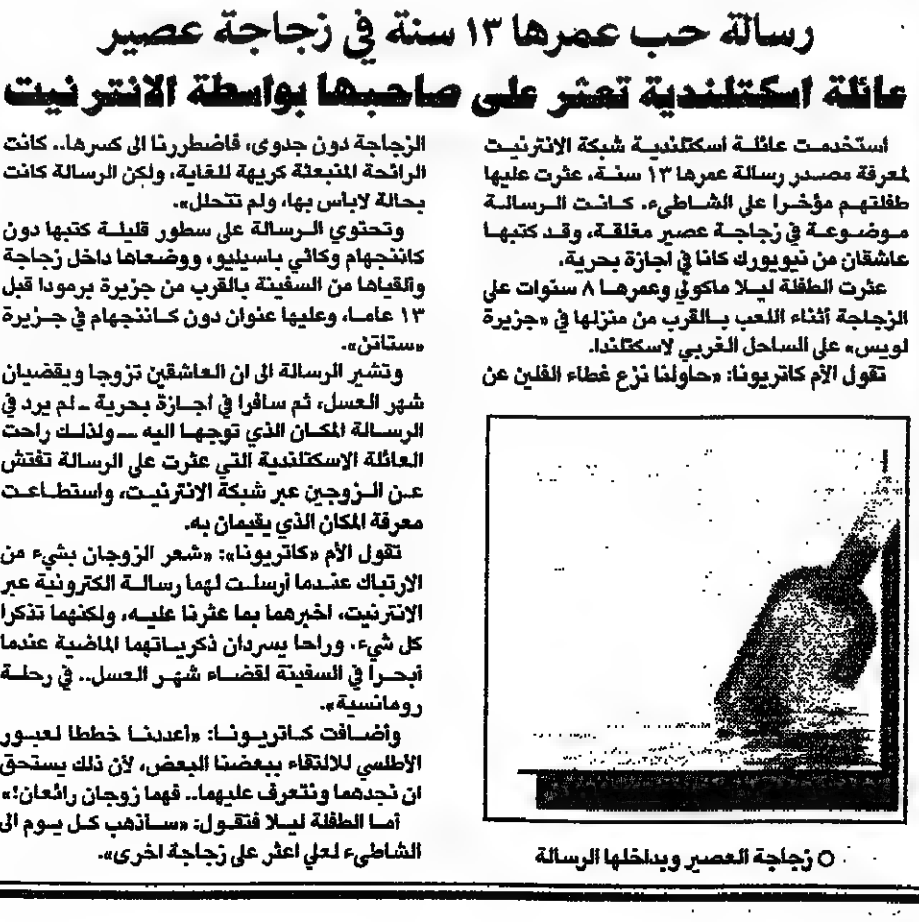 رسالة حب عمرها ١٣ سنة في زجاجة عصير
عائلة اسكتلندية تعثر على صاحبها بواسطة الانترنيت
استخدمت عائلة أسكتلندية شبكة الانترنيت
لمعرفة مصدر رسالة عمرها ١٣ سنة، عثرت عليها
طفلتهم مؤخرا على الشاطىء. كانت الرسالة
موضوعة في زجاجة عصير مغلقة، وقد كتبها
عاشقان من نيويورك كانا في اجازة بحرية.
عثرت الطفلة ليلا ماكولي وعمرها ٨ سنوات على
الزجاجة أثناء اللعب بالقرب من منزلها في «جزيرة
لويس» على الساحل الغربي لاسكتلندا.
تقول الأم كاتريونا: «حاولنا نزع غطاء الفلين عن
الزجاجة دون جدوى، فاضطررنا الى كسرها.. كانت
الرائحة المنبعثة كريهة للغاية، ولكن الرسالة كانت
بحالة لابأس بها، ولم تتحلل».
وتحتوي الرسالة على سطور قليلة كتبها دون
كاننجهام وكاثي باسيليو، ووضعاها داخل زجاجة
وألقياها من السفينة بالقرب من جزيرة برمودا قبل
١٣ عاما، وعليها عنوان دون كاننجهام في جزيرة
«ستاتن».
وتشير الرسالة الى ان العاشقين تزوجا ويقضيان
شهر العسل، ثم سافرا في اجازة بحرية ـ لم يرد في
الرسالة المكان الذي توجها اليه ــ ولذلك راحت
العائلة الاسكتلندية التي عثرت على الرسالة تفتش
عن الزوجين عبر شبكة الانترنيت، واستطاعت
معرفة المكان الذي يقيمان به.
تقول الأم «كاتريونا»: «شعر الزوجان بشيء من
الارتباك عندما أرسلت لهما رسالة الكترونية عبر
الانترنيت، اخبرهما بما عثرنا عليه، ولكنهما تذكرا
كل شيء. وراحا يسردان ذكرياتهما الماضية عندما
أبحرا في السفينة لقضاء شهر العسل.. في رحلة
رومانسية».
وأضافت كاتريونا: «أعددنا خططا لعبور
الأطلسي للالتقاء ببعضنا البعض، لأن ذلك يستحق
ان نجدهما ونتعرف عليهما.. فهما زوجان رائعان!»
أما الطفلة ليلا فتقول: «ساذهب كل يوم الى
الشاطىء لعلي اعثر على زجاجة اخرى».
○ زجاجة العصير وبداخلها الرسالة